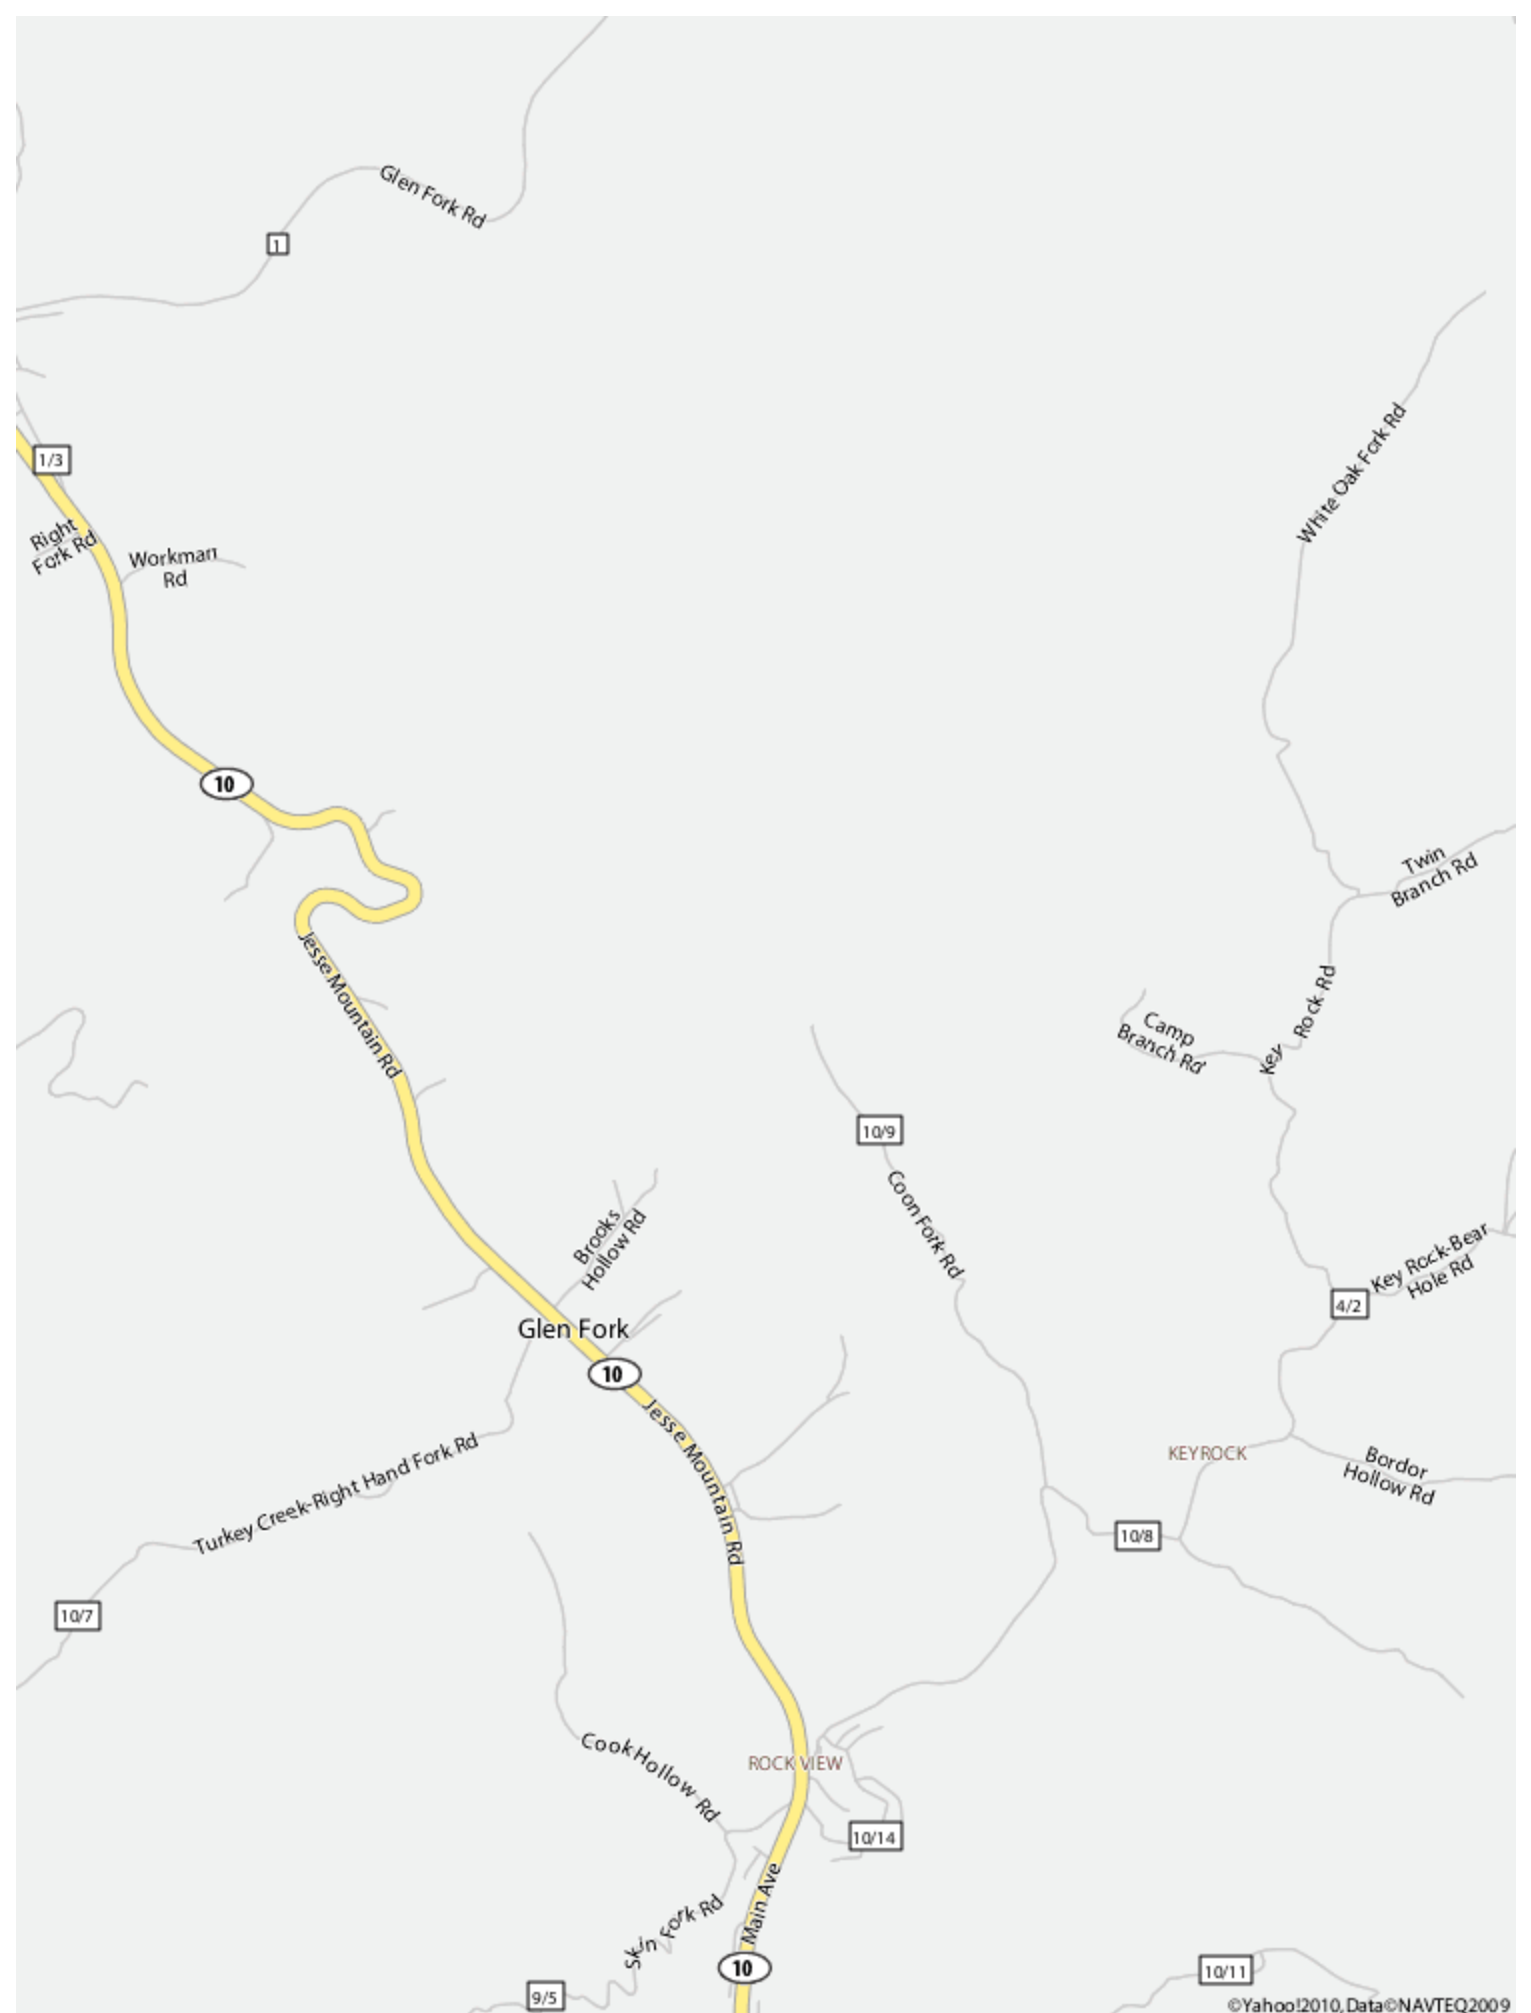 Glen Fork Rd
1
White Oak Fork Rd
1/3
Right
Fork Rd
Workman
Rd
10
Twin
Branch Rd
Jesse Mountain Rd
Key Rock Rd
Camp
Branch Rd
10/9
Coon Fork Rd
Brooks
Hollow Rd
Key Rock-Bear
Hole Rd
4/2
Glen Fork
10
Jesse Mountain Rd
Turkey Creek-Right Hand Fork Rd
KEYROCK
Bordor
Hollow Rd
10/8
10/7
Cook Hollow Rd
ROCK VIEW
10/14
Main Ave
Skin Fork Rd
10
10/11
9/5
©Yahoo!2010, Data©NAVTEQ2009